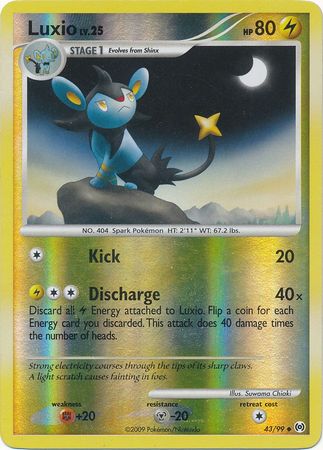 Luxio LV.25 HP 80
STAGE 1 Evolves from Shinx
NO. 404 Spark Pokémon HT: 2'11" WT: 67.2 lbs.
Kick 20
Discharge 40x
Discard all Energy attached to Luxio. Flip a coin for each
Energy card you discarded. This attack does 40 damage times
the number of heads.
Strong electricity courses through the tips of its sharp claws.
A light scratch causes fainting in foes.
Illus. Suwama Chiaki
weakness resistance retreat cost
+20 -20
©2009 Pokémon/Nintendo 43/99